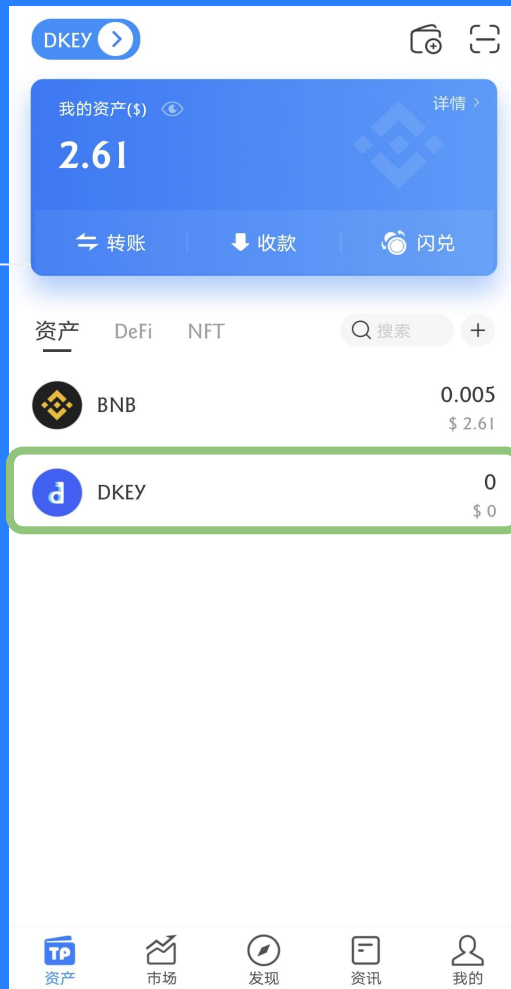 DKEY
我的资产($)
详情
2.61
转账
收款
闪兑
资产 DeFi NFT
搜索
BNB
0.005
$ 2.61
d
DKEY
0
$ 0
TP
资产
市场
发现
资讯
我的